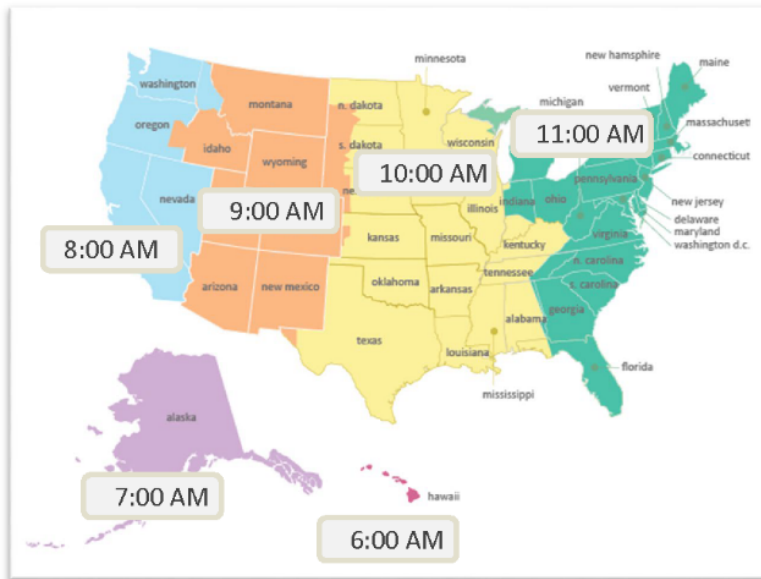 minnesota
new hamsphire
maine
washington
vermont
montana
n. dakota
michigan
oregon
massachusett
idaho
s. dakota
wisconsin
11:00 AM
connecticut
wyoming
10:00 AM
pennsylvania
nevada
ne
9:00 AM
illinois
indiana
ohio
new jersey
delaware
maryland
virginia
washington d.c.
8:00 AM
kansas
missouri
kentucky
n. carolina
tennessee
oklahoma
arkansas
s. carolina
arizona
new mexico
georgia
alabama
texas
louisiana
florida
mississippi
alaska
7:00 AM
hawaii
6:00 AM